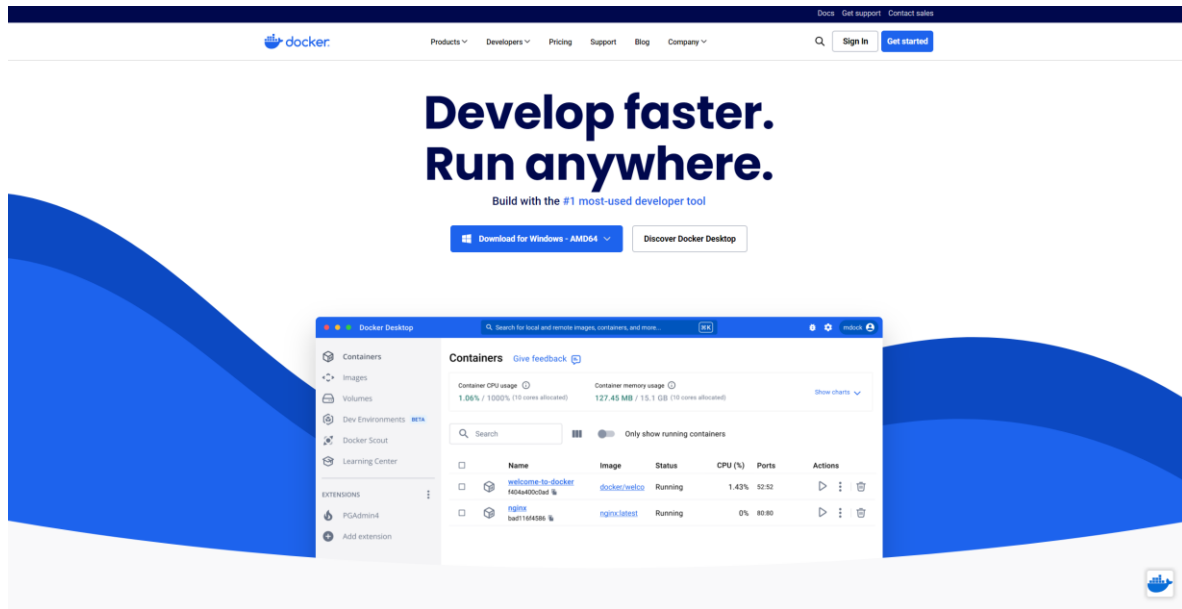 Docs Get support Contact sales
docker
Products Developers Pricing Support Blog Company Sign In Get started
Develop faster.
Run anywhere.
Build with the #1 most-used developer tool
Download for Windows - AMD64 Discover Docker Desktop
Docker Desktop Search for local and remote images, containers, and more... ⌘K mdock
Containers
Images
Volumes
Dev Environments BETA
Docker Scout
Learning Center
EXTENSIONS
PGAdmin4
Add extension
Containers Give feedback
Container CPU usage Container memory usage
1.06% / 1000% (10 cores allocated) 127.45 MB / 15.1 GB (10 cores allocated) Show charts
Search Only show running containers
Name Image Status CPU (%) Ports Actions
welcome-to-docker docker/welco Running 1.43% 52:52
f404a400c0ad
nginx nginx:latest Running 0% 80:80
bad116f4586